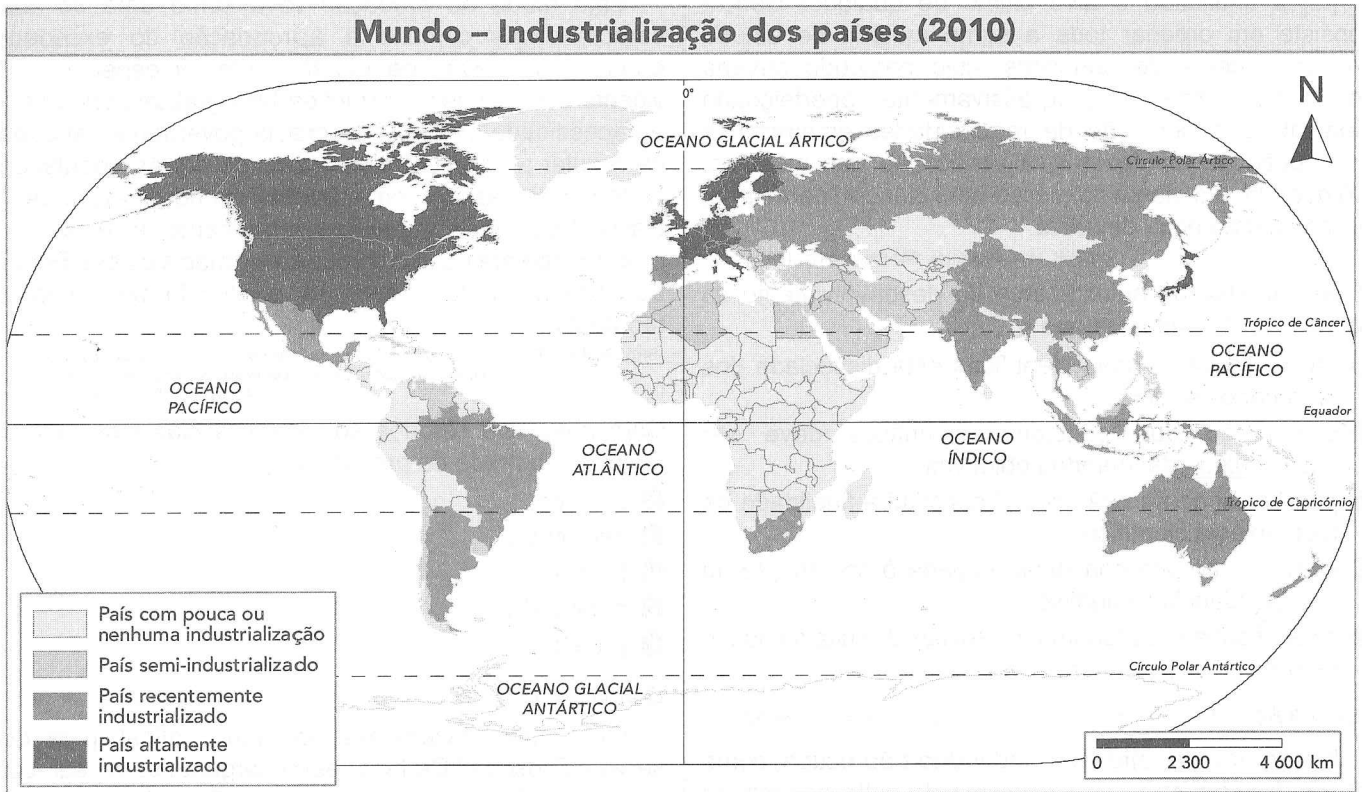 Mundo – Industrialização dos países (2010)
0°
N
OCEANO GLACIAL ÁRTICO
Círculo Polar Ártico
Trópico de Câncer
OCEANO
PACÍFICO
OCEANO
PACÍFICO
Equador
OCEANO
ATLÂNTICO
OCEANO
ÍNDICO
Trópico de Capricórnio
País com pouca ou
nenhuma industrialização
País semi-industrializado
País recentemente
industrializado
País altamente
industrializado
OCEANO GLACIAL
ANTÁRTICO
Círculo Polar Antártico
0 2 300 4 600 km